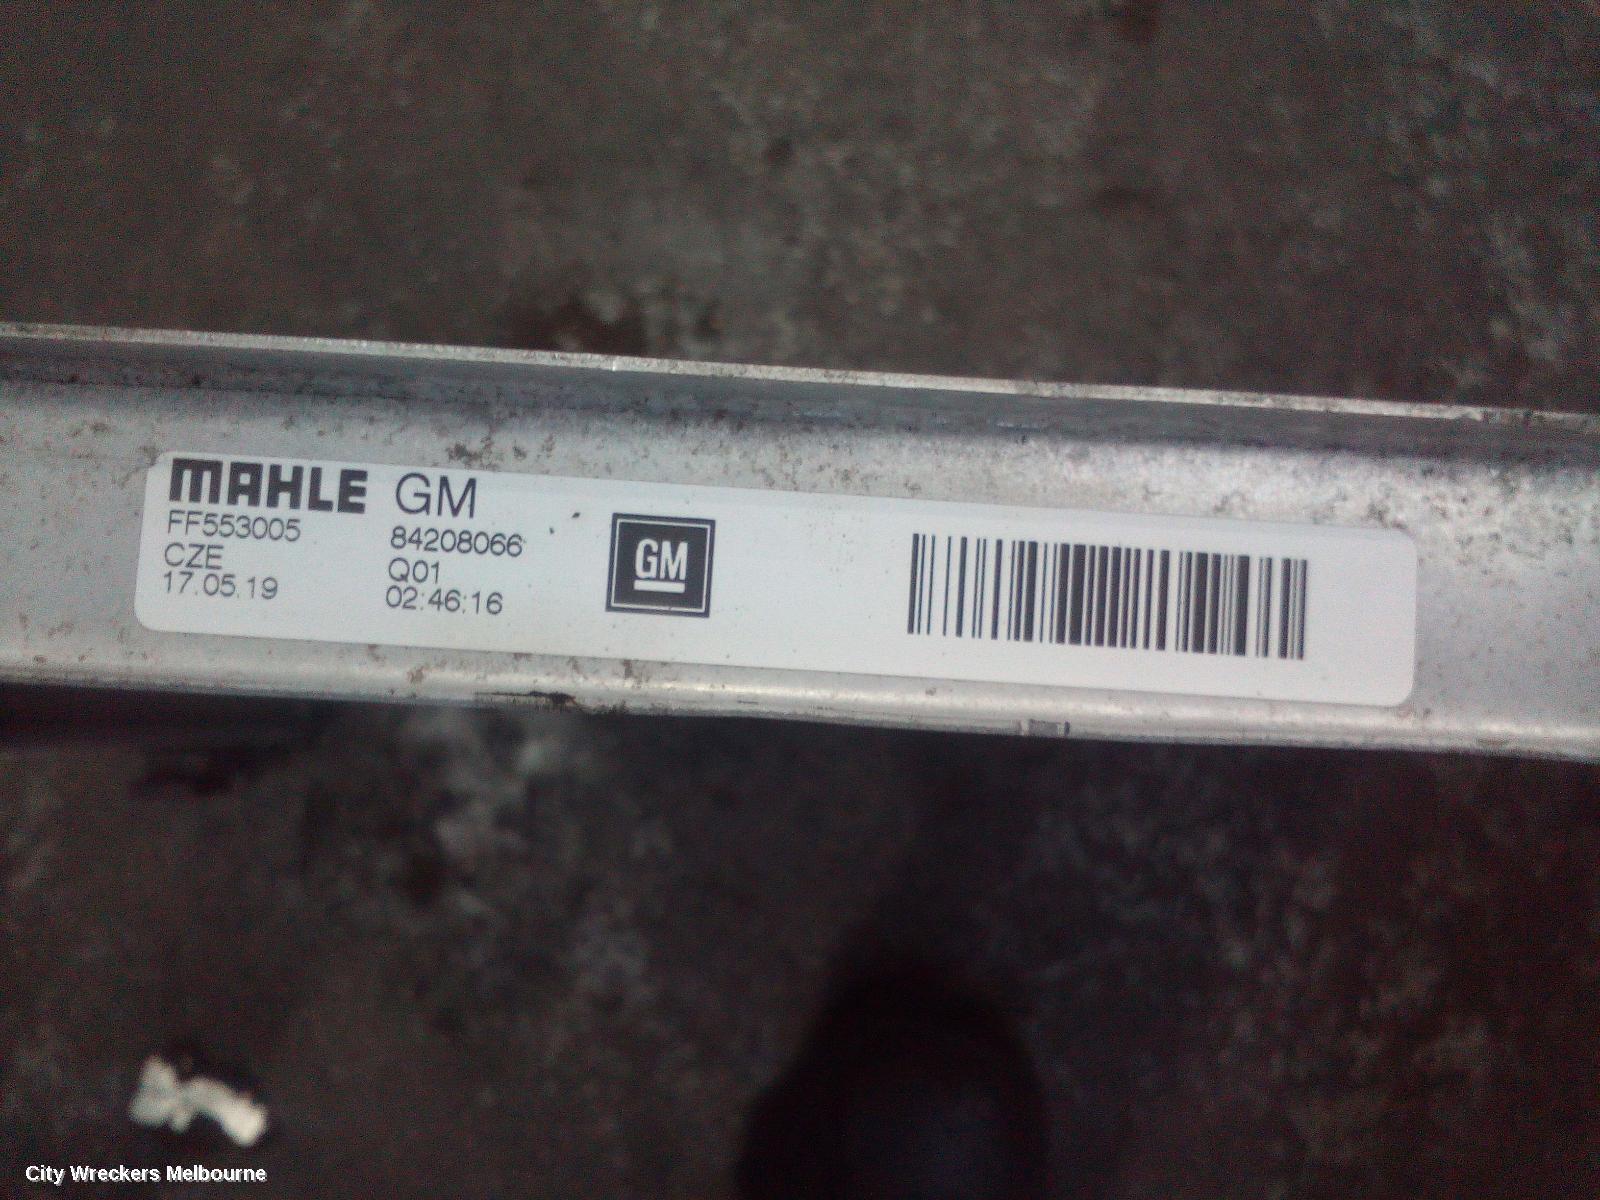 MAHLE GM
FF553005 84208066
CZE Q01
17.05.19 02:46:16
GM
City Wreckers Melbourne